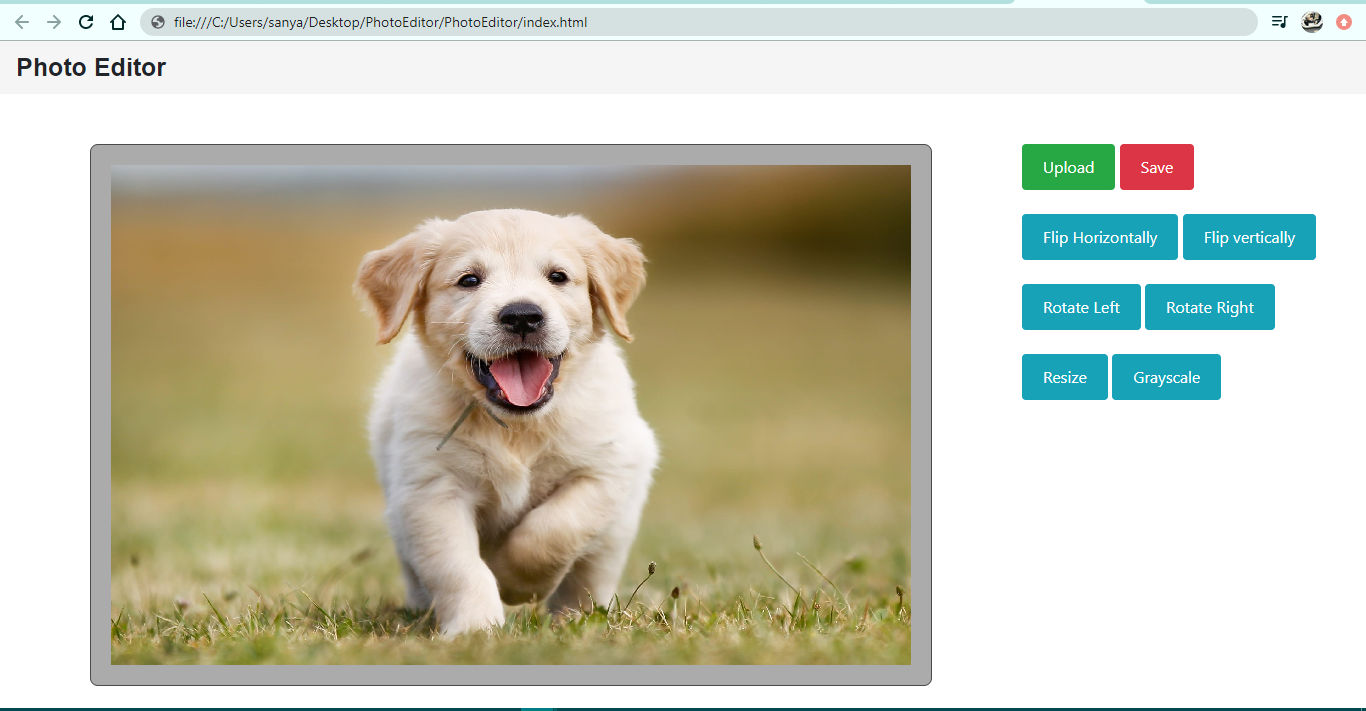 file:///C:/Users/sanya/Desktop/PhotoEditor/PhotoEditor/index.html
Photo Editor
Upload Save
Flip Horizontally Flip vertically
Rotate Left Rotate Right
Resize Grayscale